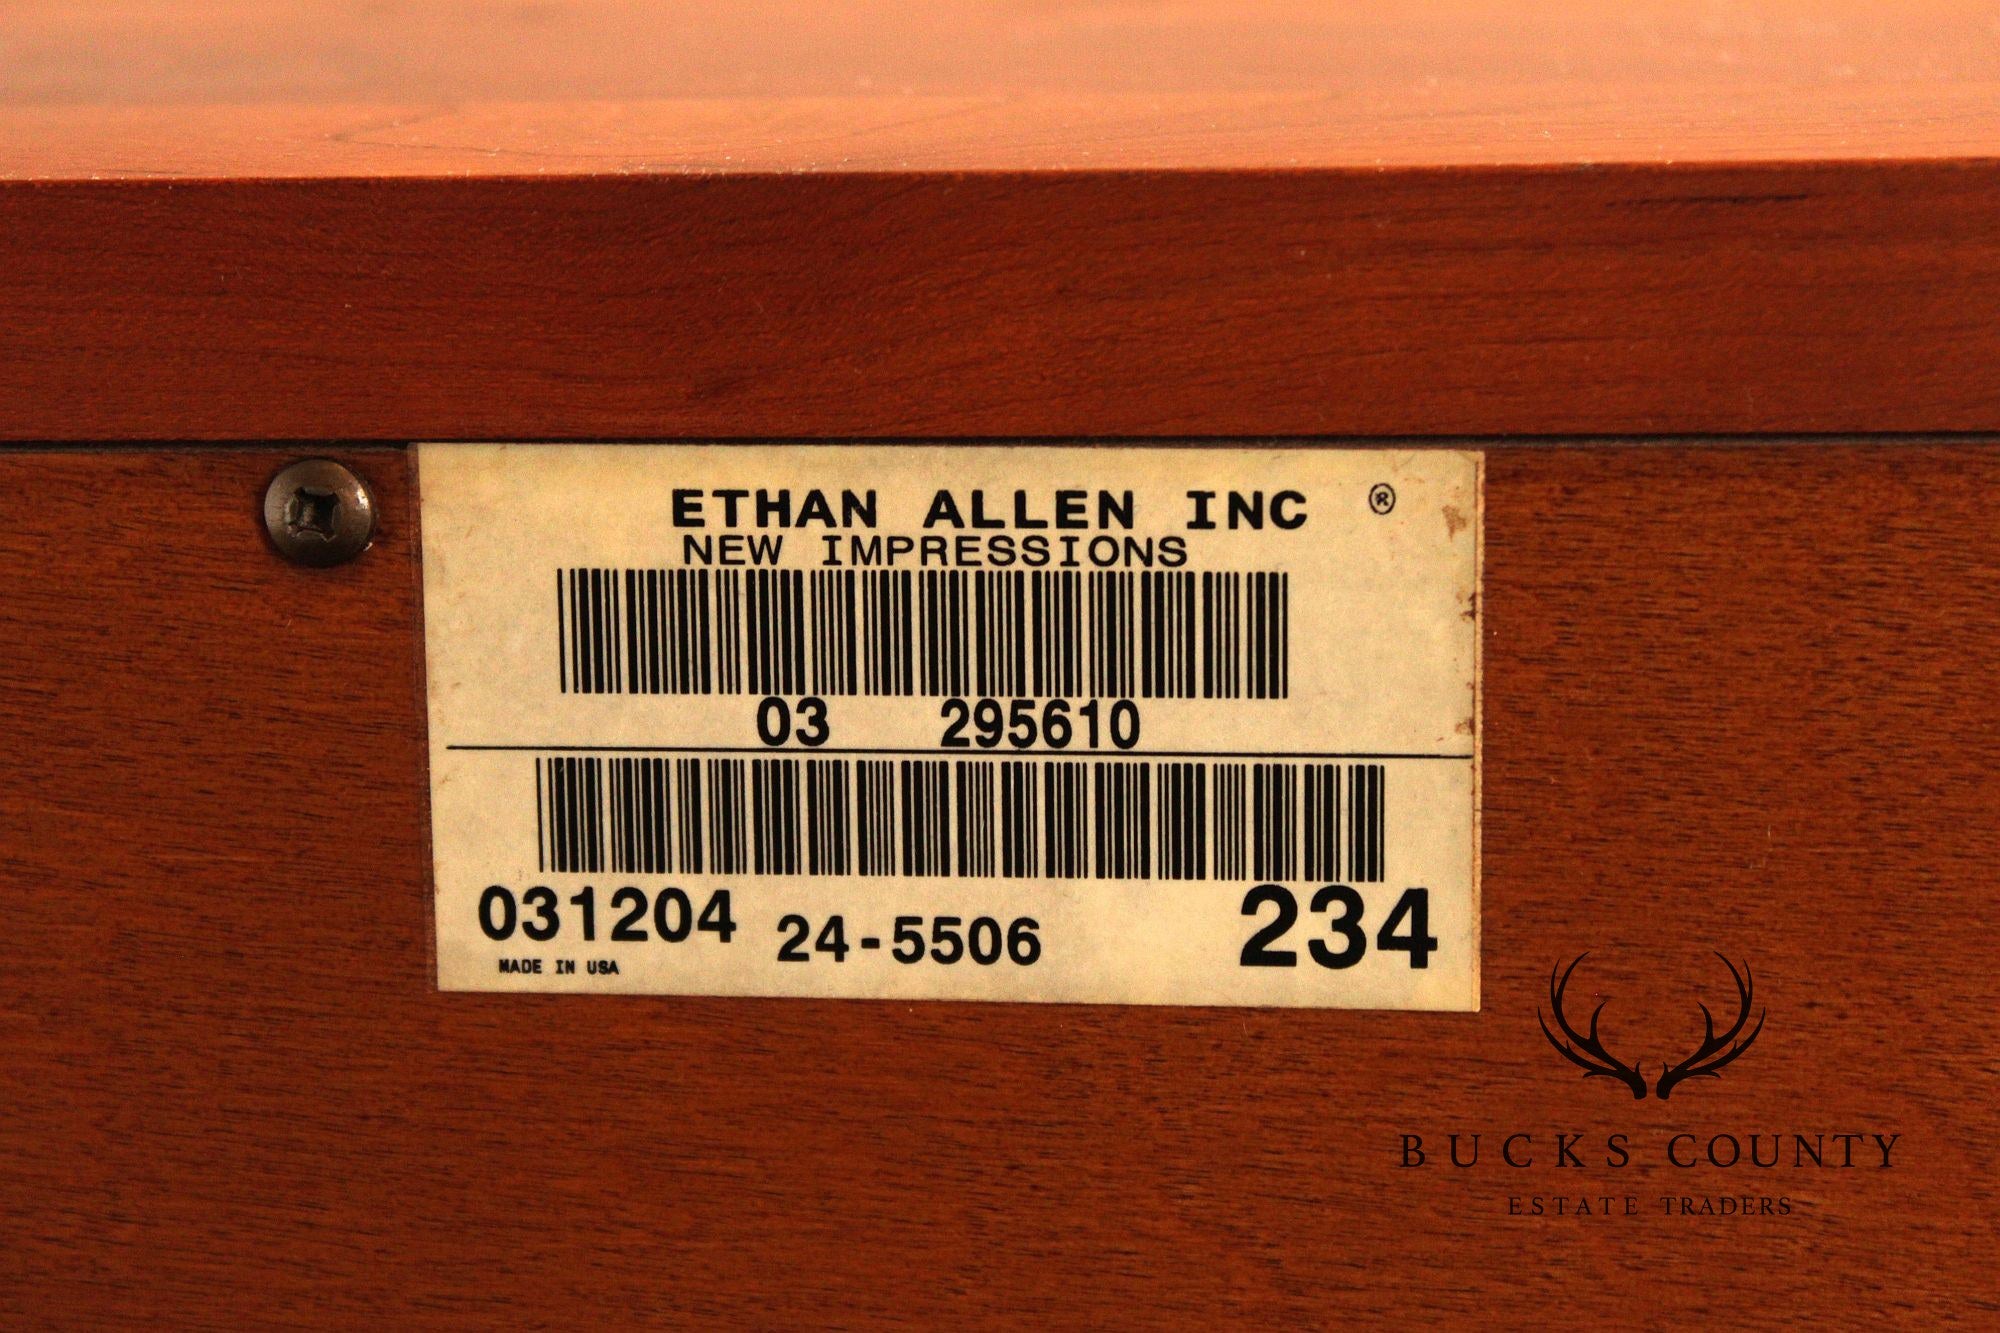 ETHAN ALLEN INC ®
NEW IMPRESSIONS
03 295610
031204 24-5506 234
MADE IN USA
BUCKS COUNTY
ESTATE TRADERS